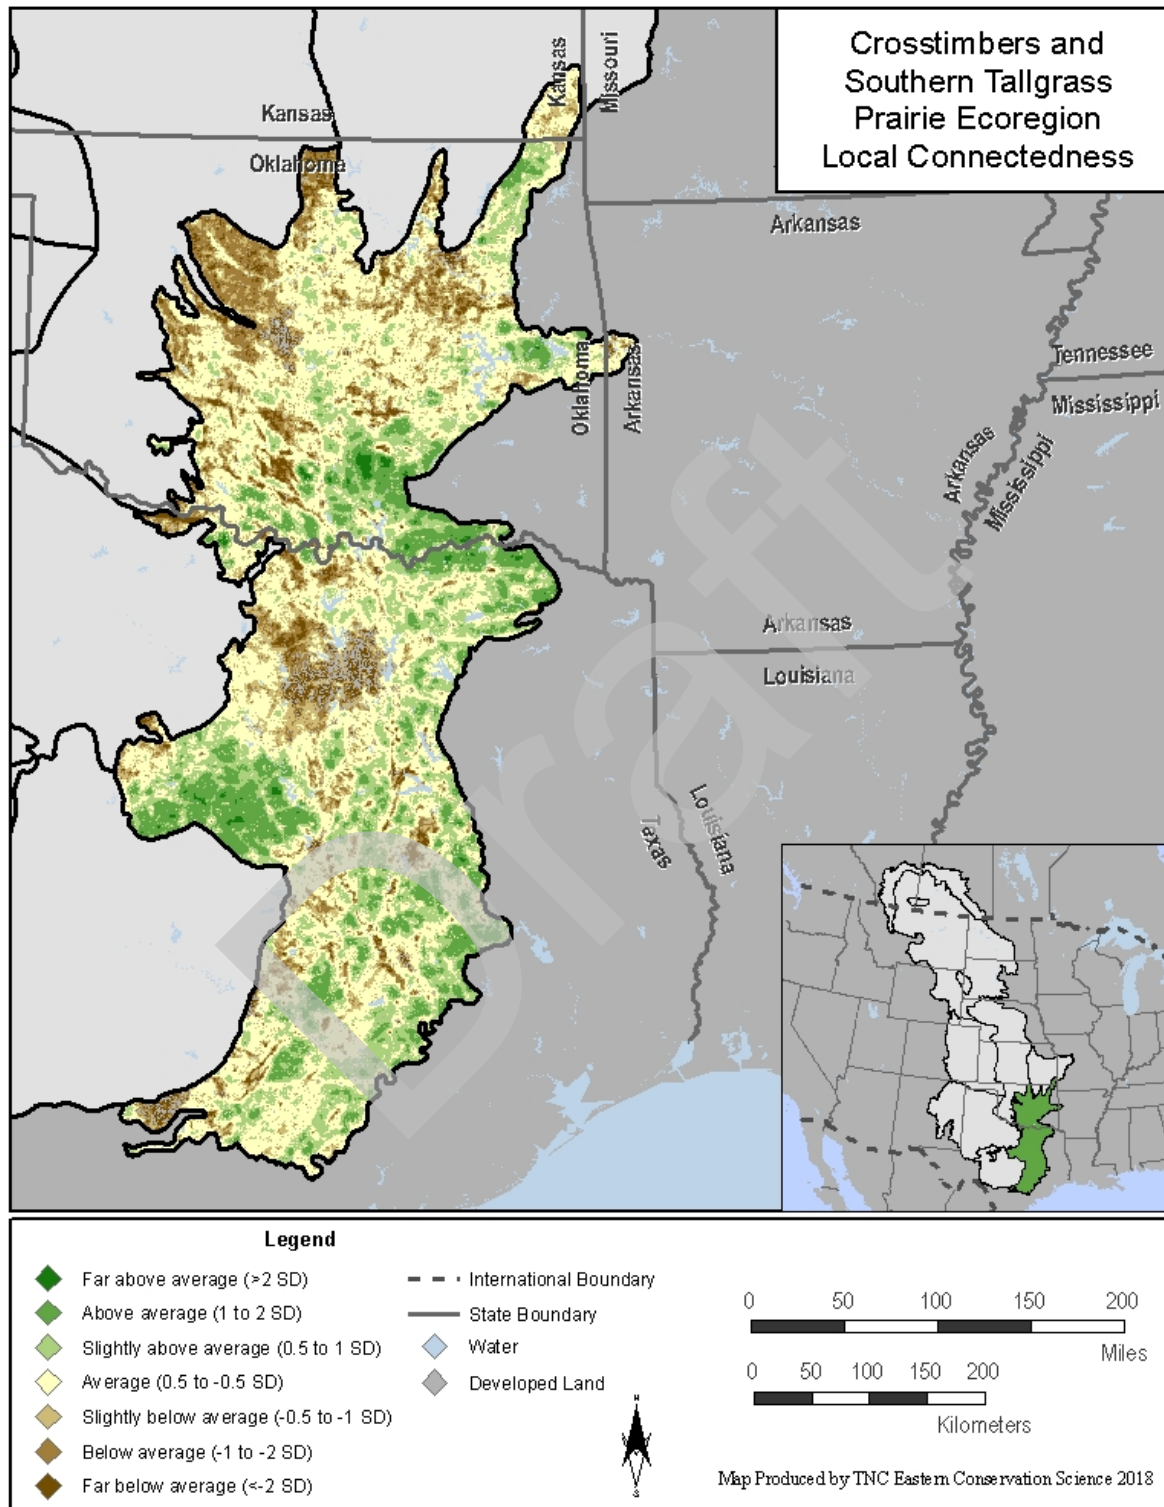 Crosstimbers and
Southern Tallgrass
Prairie Ecoregion
Local Connectedness
Kansas
Missouri
Kansas
Oklahoma
Arkansas
Tennessee
Mississippi
Oklahoma
Arkansas
Arkansas
Mississippi
Arkansas
Louisiana
Texas
Louisiana
Draft
Legend
Far above average (>2 SD)
Above average (1 to 2 SD)
Slightly above average (0.5 to 1 SD)
Average (0.5 to -0.5 SD)
Slightly below average (-0.5 to -1 SD)
Below average (-1 to -2 SD)
Far below average (<-2 SD)
International Boundary
State Boundary
Water
Developed Land
N
S
0 50 100 150 200
Miles
0 50 100 150 200
Kilometers
Map Produced by TNC Eastern Conservation Science 2018